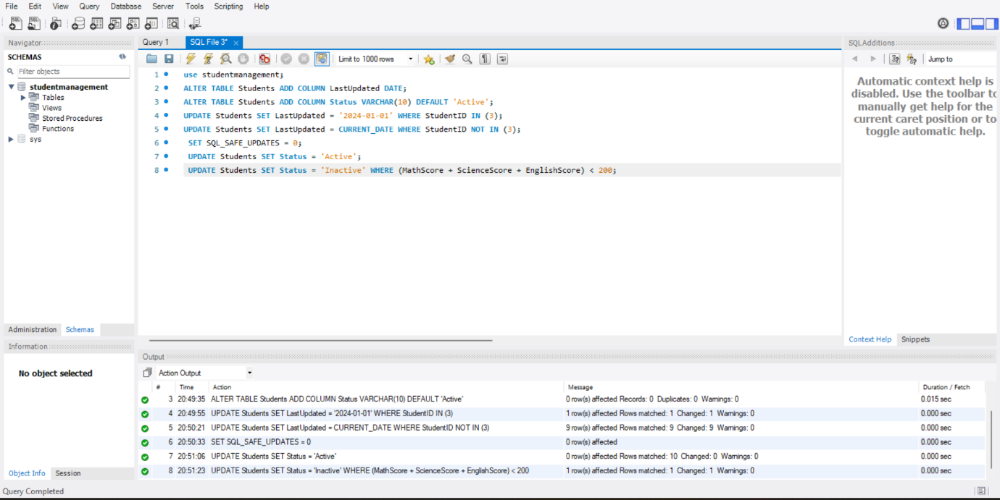 File Edit View Query Database Server Tools Scripting Help
Navigator
SCHEMAS
Filter objects
studentmanagement
Tables
Views
Stored Procedures
Functions
sys
Administration Schemas
Information
No object selected
Object Info Session
Query 1 SQL File 3* ×
Limit to 1000 rows
1 use studentmanagement;
2 ALTER TABLE Students ADD COLUMN LastUpdated DATE;
3 ALTER TABLE Students ADD COLUMN Status VARCHAR(10) DEFAULT 'Active';
4 UPDATE Students SET LastUpdated = '2024-01-01' WHERE StudentID IN (3);
5 UPDATE Students SET LastUpdated = CURRENT_DATE WHERE StudentID NOT IN (3);
6 SET SQL_SAFE_UPDATES = 0;
7 UPDATE Students SET Status = 'Active';
8 UPDATE Students SET Status = 'Inactive' WHERE (MathScore + ScienceScore + EnglishScore) < 200;
SQLAdditions
Jump to
Automatic context help is
disabled. Use the toolbar to
manually get help for the
current caret position or to
toggle automatic help.
Context Help Snippets
Output
Action Output
# Time Action Message Duration / Fetch
3 20:49:35 ALTER TABLE Students ADD COLUMN Status VARCHAR(10) DEFAULT 'Active' 0 row(s) affected Records: 0 Duplicates: 0 Warnings: 0 0.015 sec
4 20:49:55 UPDATE Students SET LastUpdated = '2024-01-01' WHERE StudentID IN (3) 1 row(s) affected Rows matched: 1 Changed: 1 Warnings: 0 0.000 sec
5 20:50:21 UPDATE Students SET LastUpdated = CURRENT_DATE WHERE StudentID NOT IN (3) 9 row(s) affected Rows matched: 9 Changed: 9 Warnings: 0 0.000 sec
6 20:50:33 SET SQL_SAFE_UPDATES = 0 0 row(s) affected 0.000 sec
7 20:51:06 UPDATE Students SET Status = 'Active' 0 row(s) affected Rows matched: 10 Changed: 0 Warnings: 0 0.000 sec
8 20:51:23 UPDATE Students SET Status = 'Inactive' WHERE (MathScore + ScienceScore + EnglishScore) < 200 1 row(s) affected Rows matched: 1 Changed: 1 Warnings: 0 0.000 sec
Query Completed